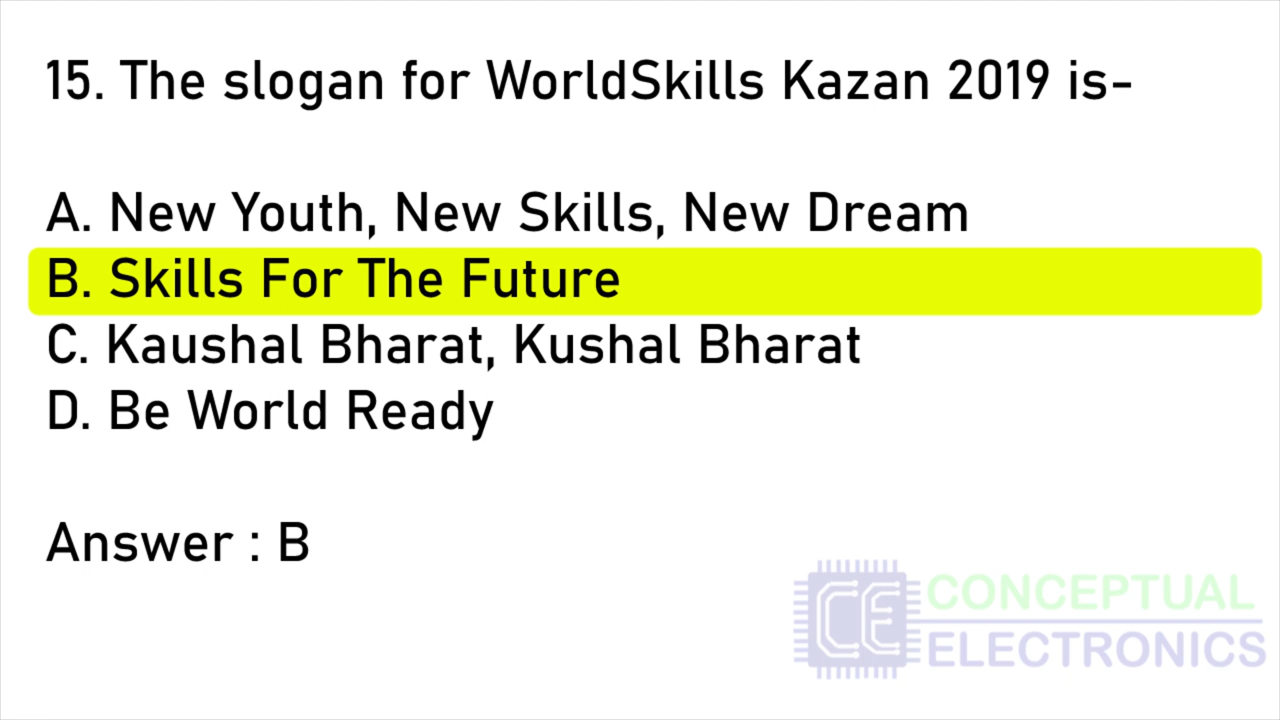 15. The slogan for WorldSkills Kazan 2019 is-
A. New Youth, New Skills, New Dream
B. Skills For The Future
C. Kaushal Bharat, Kushal Bharat
D. Be World Ready
Answer : B
CE CONCEPTUAL
ELECTRONICS